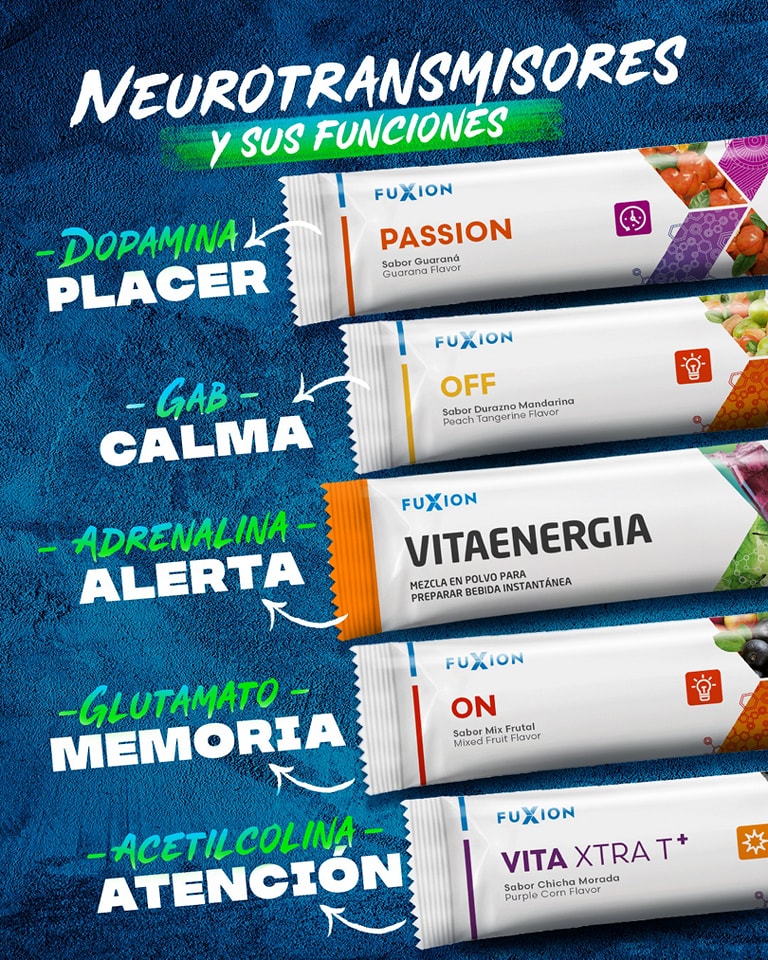 NEUROTRANSMISORES
Y SUS FUNCIONES
- DOPAMINA
PLACER
FUXION
PASSION
Sabor Guaraná
Guarana Flavor
- GAB -
CALMA
FUXION
OFF
Sabor Durazno Mandarina
Peach Tangerine Flavor
- ADRENALINA -
ALERTA
FUXION
VITAENERGIA
MEZCLA EN POLVO PARA
PREPARAR BEBIDA INSTANTÁNEA
- GLUTAMATO -
MEMORIA
FUXION
ON
Sabor Mix Frutal
Mixed Fruit Flavor
- ACETILCOLINA -
ATENCIÓN
FUXION
VITA XTRA T+
Sabor Chicha Morada
Purple Corn Flavor